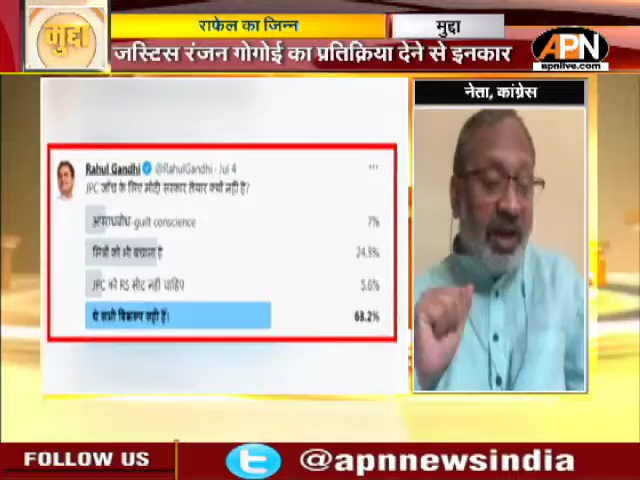 मुद्दा
राफेल का जिन्न
मुद्दा
जस्टिस रंजन गोगोई का प्रतिक्रिया देने से इनकार
APN
apnlive.com
नेता, कांग्रेस
Rahul Gandhi @RahulGandhi · Jul 4
JPC जाँच के लिए मोदी सरकार तैयार क्यों नहीं है?
अपराधबोध-guilt conscience 7%
मित्रों को भी बचाना है 24.3%
JPC को RS सीट नहीं चाहिए 5.6%
ये सभी विकल्प सही हैं। 63.2%
FOLLOW US
@apnnewsindia